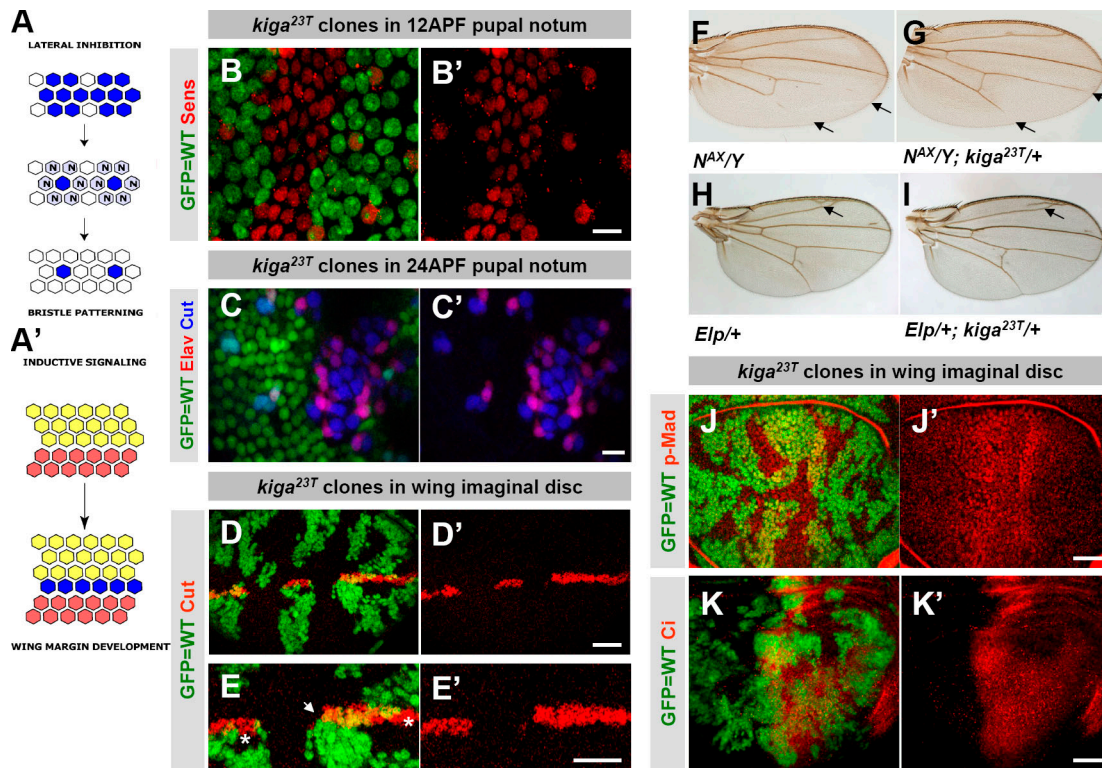 A
LATERAL INHIBITION
N N N N
N N N
N N N N
BRISTLE PATTERNING
A'
INDUCTIVE SIGNALING
WING MARGIN DEVELOPMENT
kiga23T clones in 12APF pupal notum
GFP=WT Sens
B
B'
kiga23T clones in 24APF pupal notum
GFP=WT Elav Cut
C
C'
kiga23T clones in wing imaginal disc
GFP=WT Cut
D
D'
E
*
*
E'
F
G
NAX/Y
NAX/Y; kiga23T/+
H
I
Elp/+
Elp/+; kiga23T/+
kiga23T clones in wing imaginal disc
GFP=WT p-Mad
J
J'
GFP=WT Ci
K
K'